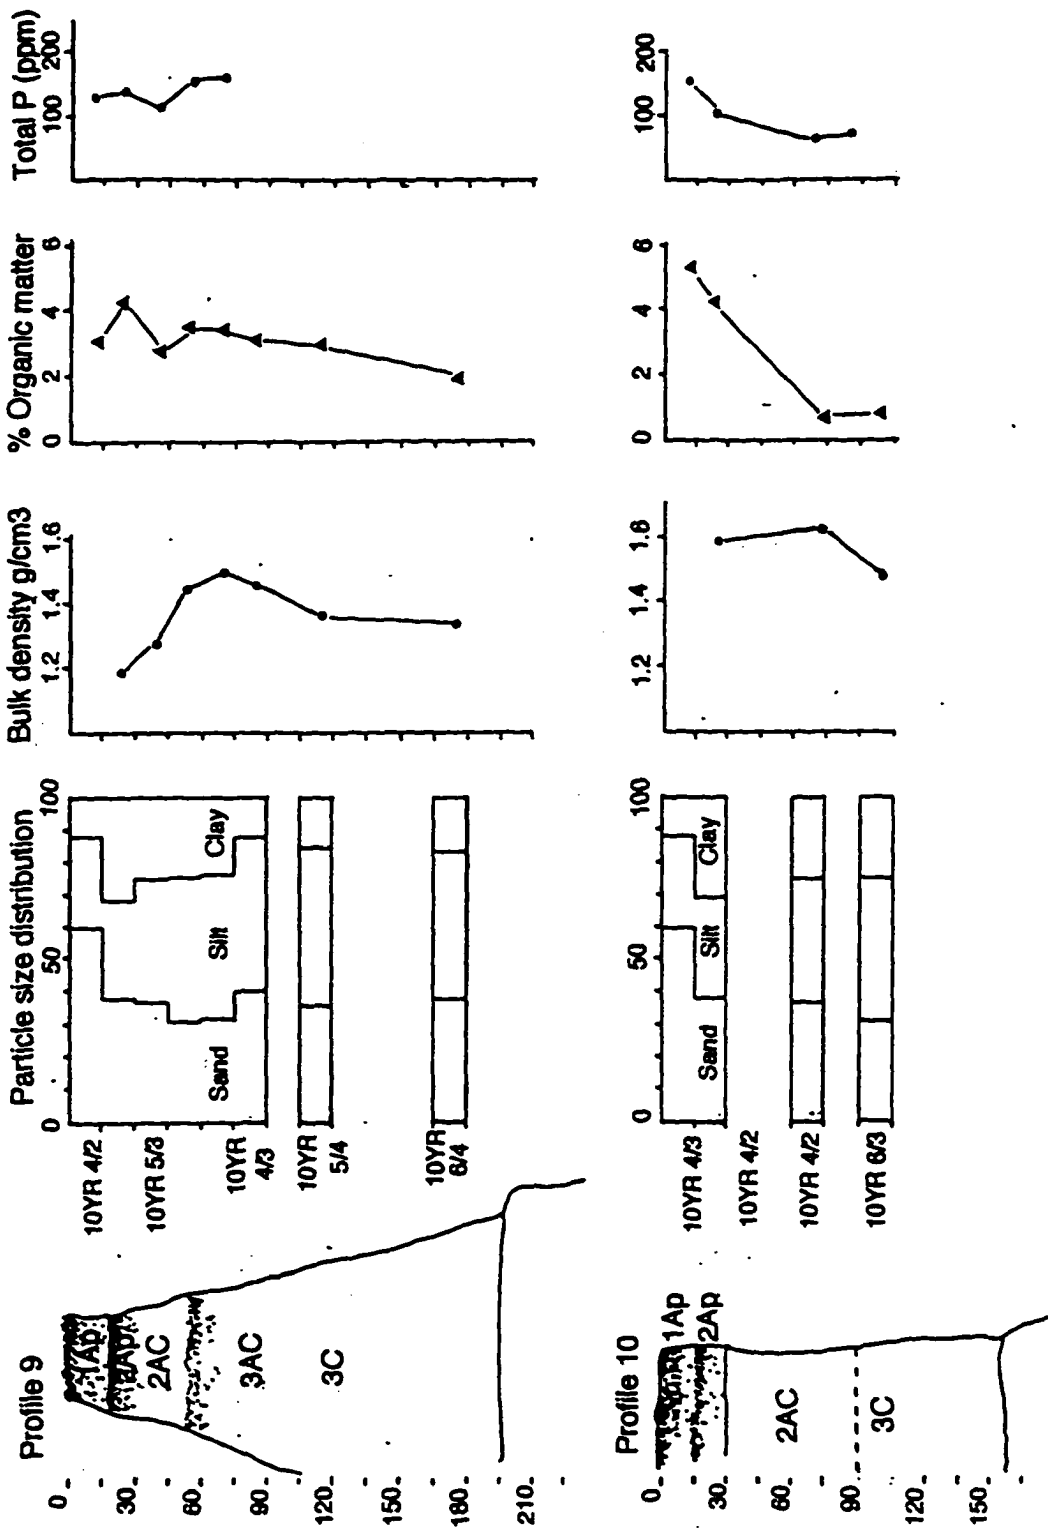 Profile 9
Particle size distribution
Bulk density g/cm3
% Organic matter
Total P (ppm)
0 50 100
1.2 1.4 1.6
0 2 4 6
100 200
0
30
60
90
120
150
180
210
1Ap
2Ap
2AC
3AC
3C
10YR 4/2
10YR 5/3
10YR
4/3
10YR
5/4
10YR
6/4
Sand
Silt
Clay
Profile 10
0 50 100
1.2 1.4 1.6
0 2 4 6
100 200
0
30
60
90
120
150
1Ap
2Ap
2AC
3C
10YR 4/3
10YR 4/2
10YR 4/2
10YR 6/3
Sand
Silt
Clay